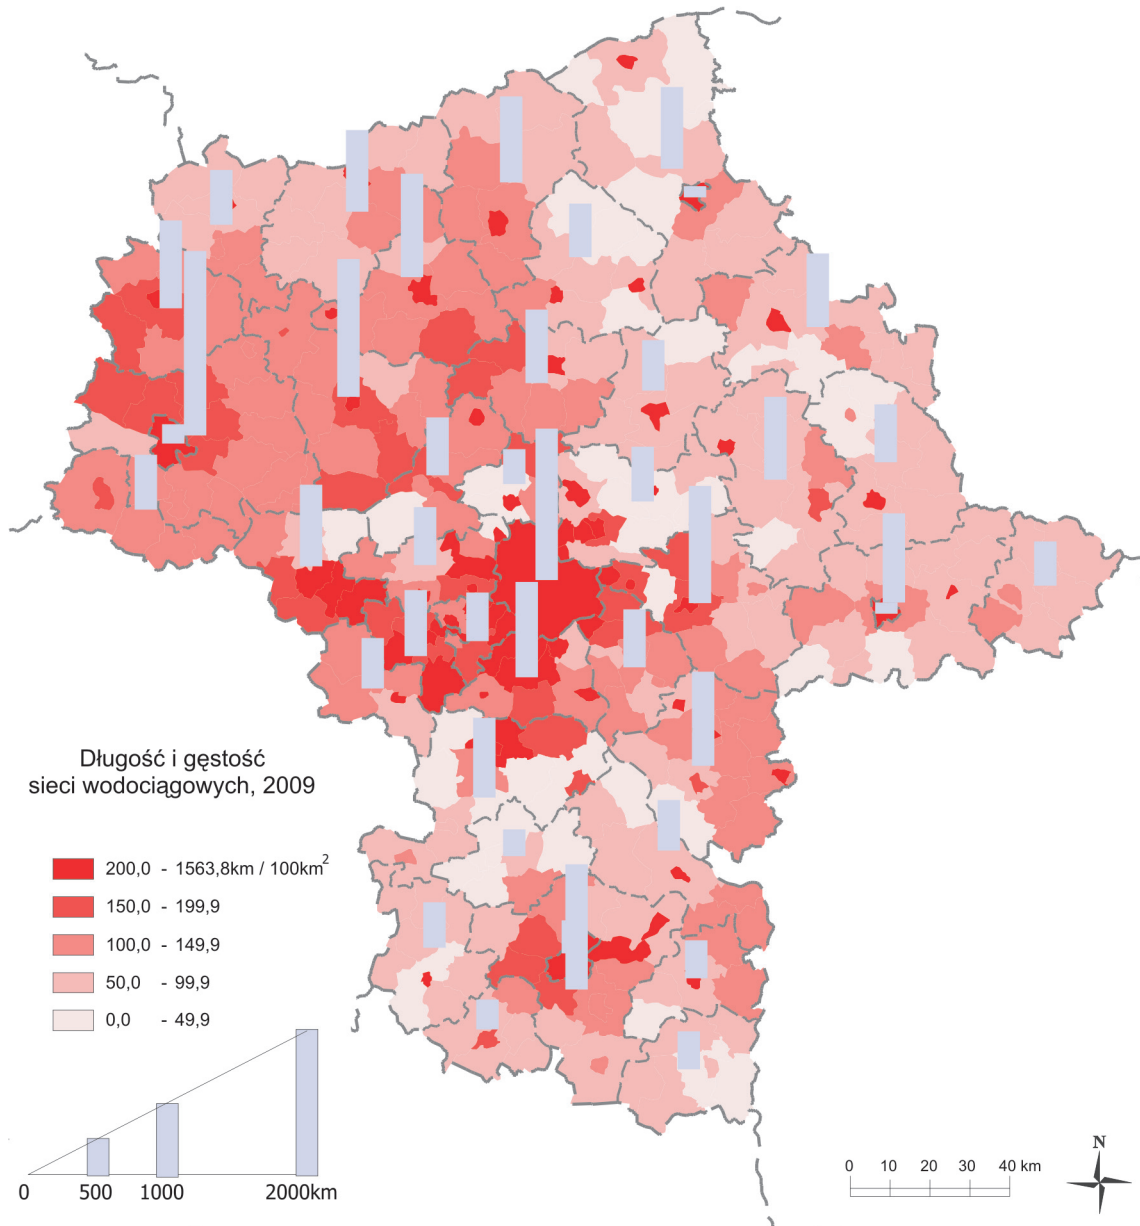 Długość i gęstość
sieci wodociągowych, 2009
200,0 - 1563,8km / 100km²
150,0 - 199,9
100,0 - 149,9
50,0 - 99,9
0,0 - 49,9
0 500 1000 2000km
0 10 20 30 40 km
N